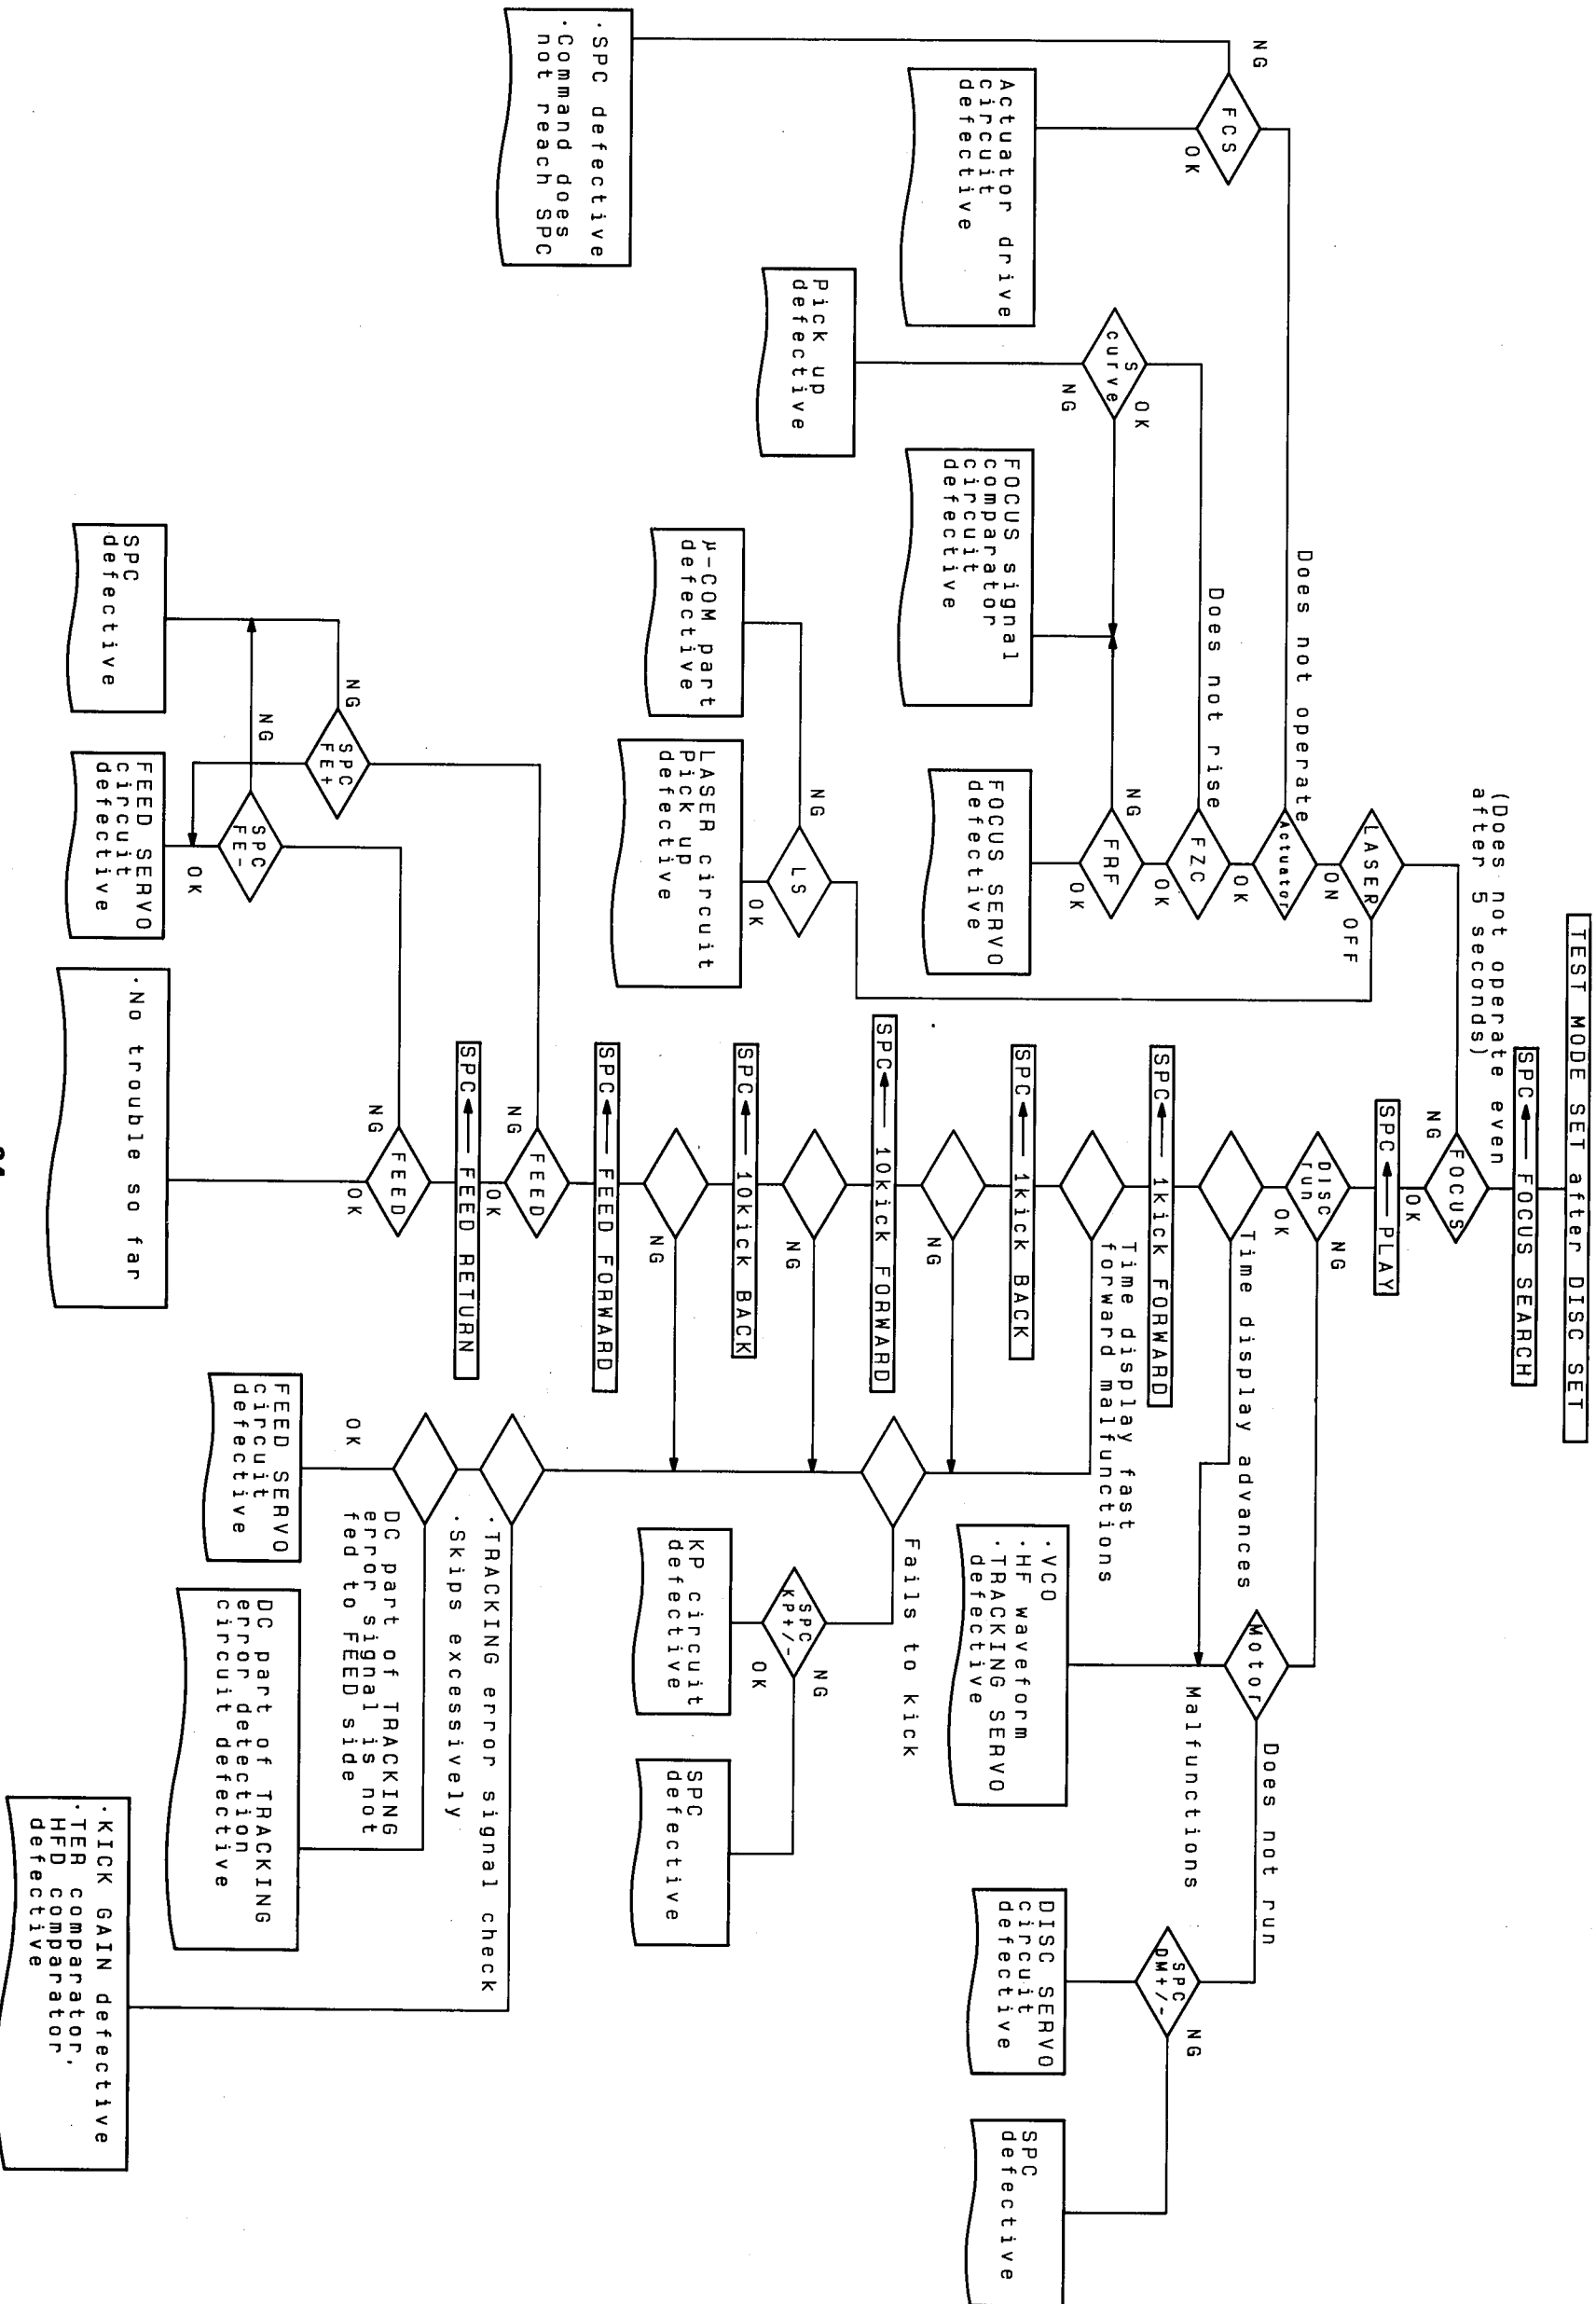 TEST MODE SET after DISC SET
SPC ← FOCUS SEARCH
(Does not operate even
after 5 seconds)
NG
FOCUS
OK
SPC ← PLAY
LASER
OFF
ON
Does not operate
Actuator
OK
NG
FCS
OK
Does not rise
FZC
OK
S
curve
OK
NG
NG
FRF
OK
·SPC defective
·Command does
not reach SPC
Actuator drive
circuit
defective
Pick up
defective
FOCUS signal
comparator
circuit
defective
FOCUS SERVO
defective
NG
LS
OK
μ-COM part
defective
LASER circuit
Pick up
defective
DISC
run
NG
OK
Motor
Does not run
Malfunctions
Time display advances
SPC
DM+/-
NG
·VCO
·HF waveform
·TRACKING SERVO
defective
DISC SERVO
circuit
defective
SPC
defective
SPC ← 1kick FORWARD
Time display fast
forward malfunctions
SPC ← 1kick BACK
NG
Fails to kick
SPC ← 10kick FORWARD
SPC
KP+/-
NG
OK
KP circuit
defective
SPC
defective
NG
SPC ← 10kick BACK
NG
SPC ← FEED FORWARD
·TRACKING error signal check
·Skips excessively
NG
FEED
OK
DC part of TRACKING
error signal is not
fed to FEED side
OK
SPC ← FEED RETURN
NG
FEED
OK
NG
SPC
FE+
NG
SPC
FE-
OK
SPC
defective
FEED SERVO
circuit
defective
·No trouble so far
FEED SERVO
circuit
defective
DC part of TRACKING
error detection
circuit defective
·KICK GAIN defective
·TER comparator,
HFD comparator
defective